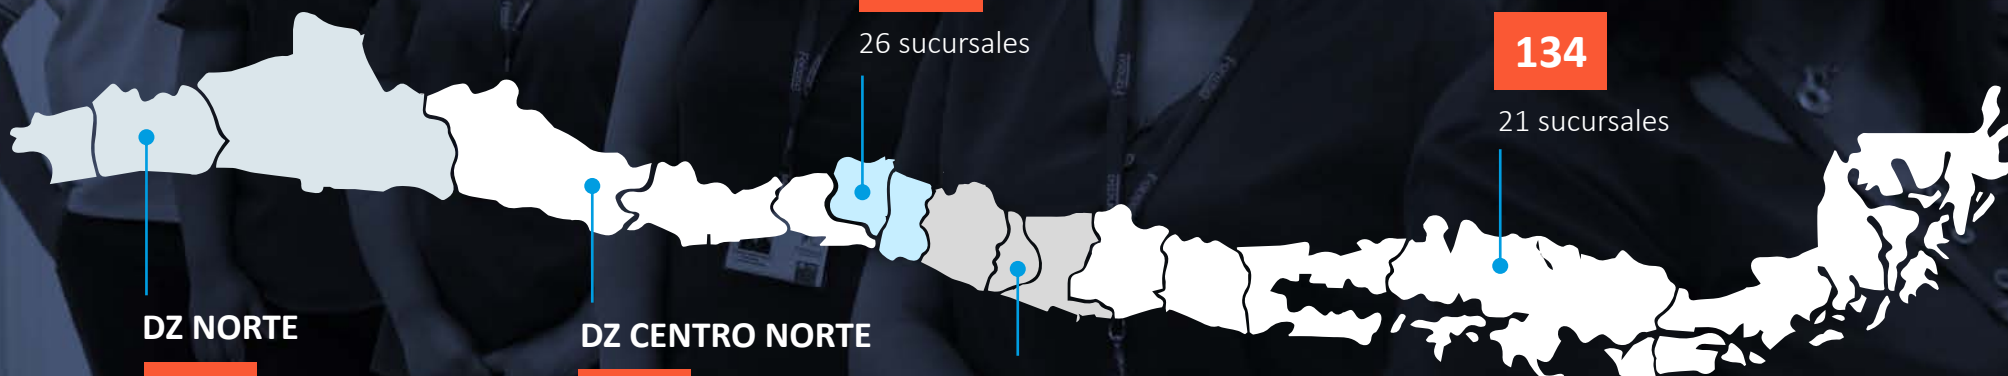 26 sucursales
134
21 sucursales
DZ NORTE
DZ CENTRO NORTE